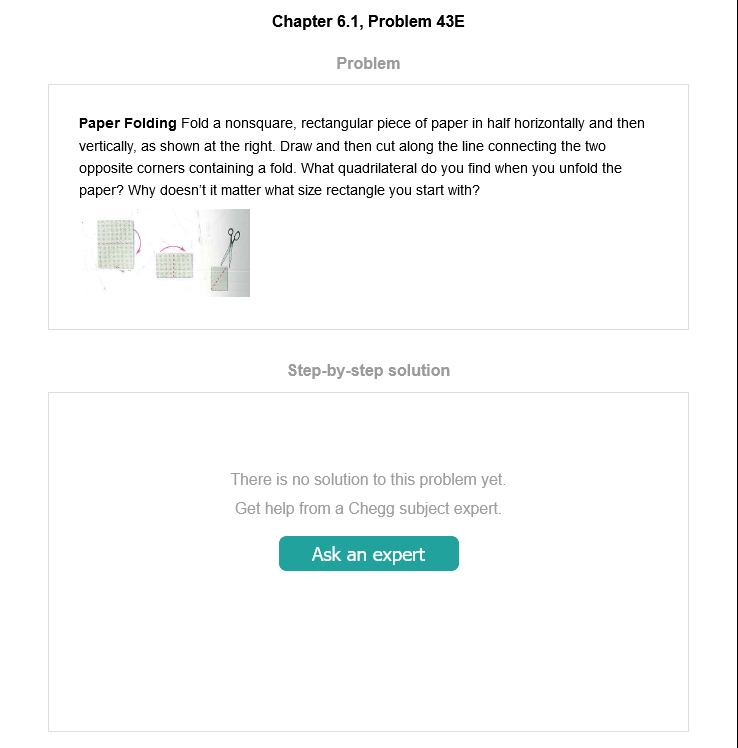 Chapter 6.1, Problem 43E
Problem
Paper Folding Fold a nonsquare, rectangular piece of paper in half horizontally and then
vertically, as shown at the right. Draw and then cut along the line connecting the two
opposite corners containing a fold. What quadrilateral do you find when you unfold the
paper? Why doesn't it matter what size rectangle you start with?
Step-by-step solution
There is no solution to this problem yet.
Get help from a Chegg subject expert.
Ask an expert